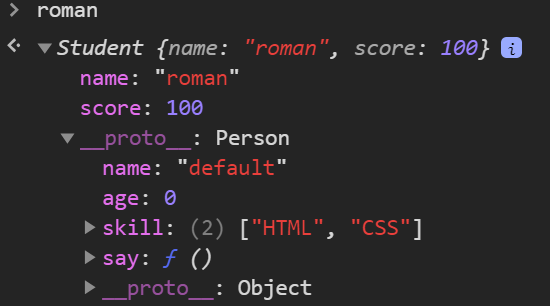 roman
Student {name: "roman", score: 100} i
name: "roman"
score: 100
__proto__: Person
name: "default"
age: 0
skill: (2) ["HTML", "CSS"]
say: ƒ ()
__proto__: Object